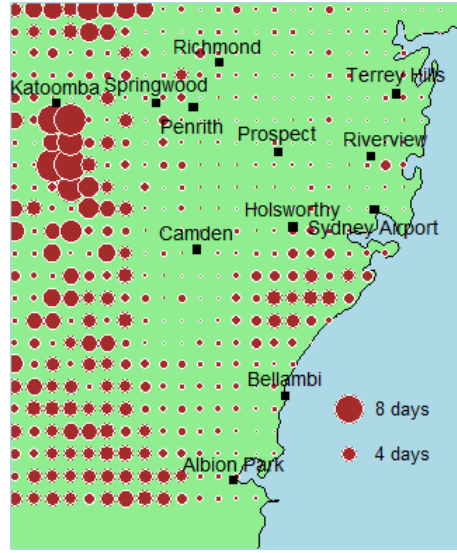 Richmond
Terrey Hills
Katoomba
Springwood
Penrith
Prospect
Riverview
Holsworthy
Sydney Airport
Camden
Bellambi
8 days
4 days
Albion Park